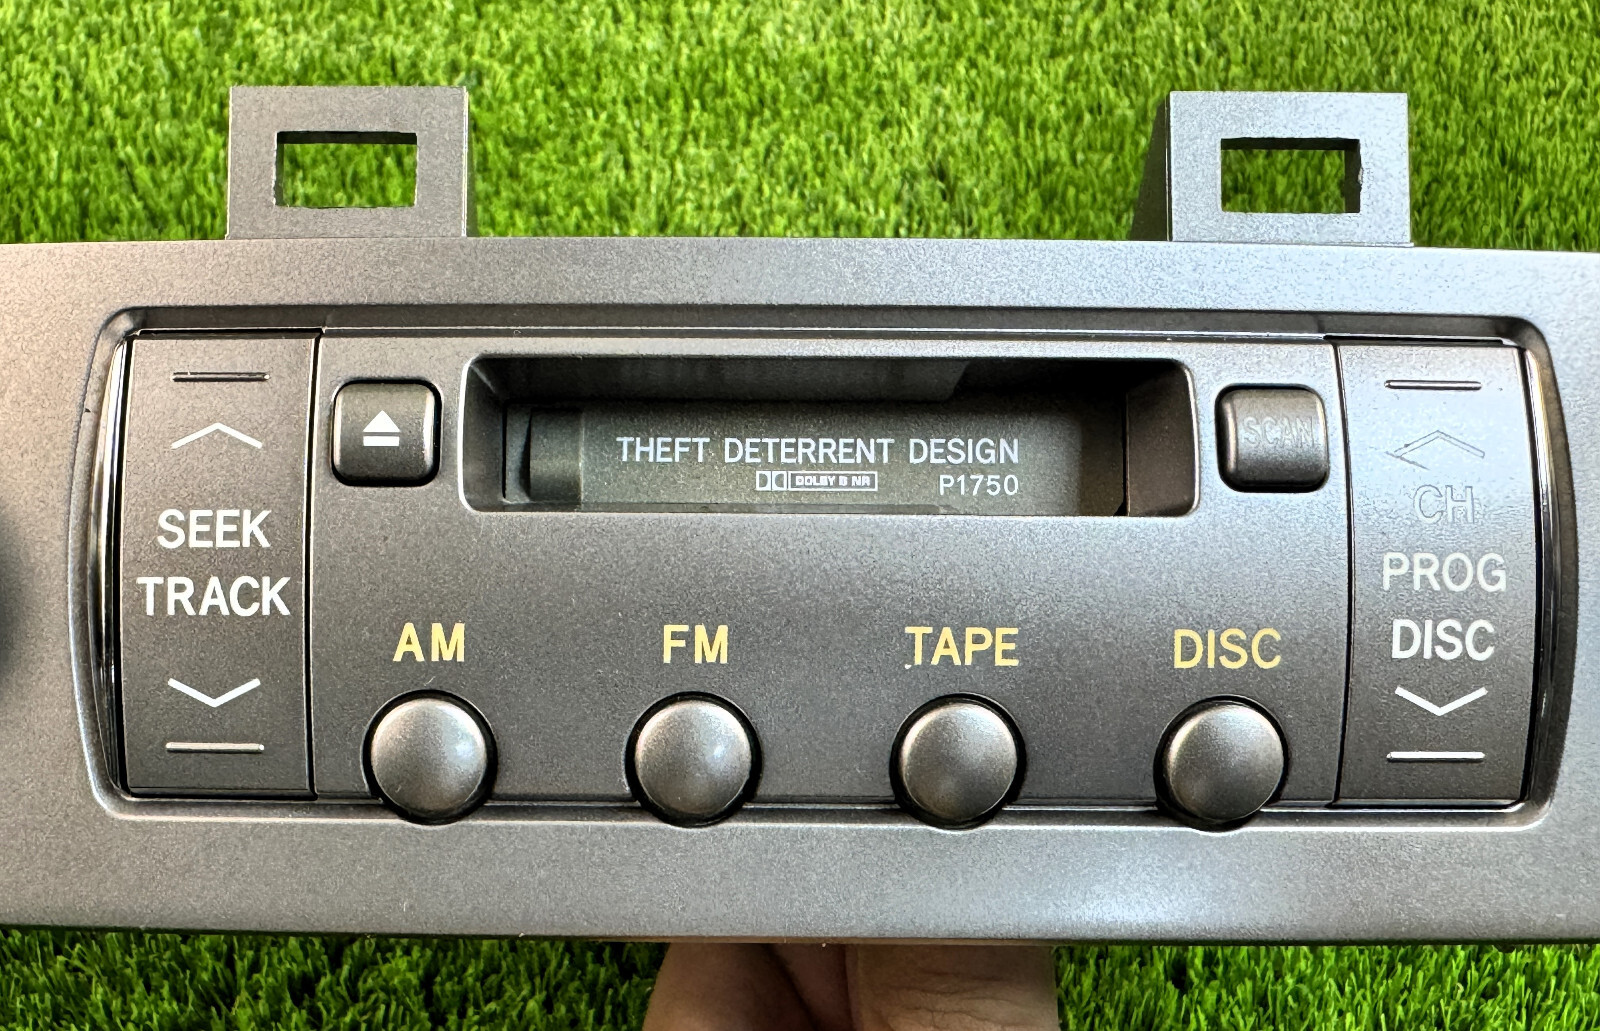 THEFT DETERRENT DESIGN
DOLBY B NR P1750
SCAN
SEEK
TRACK
CH
PROG
DISC
AM FM TAPE DISC